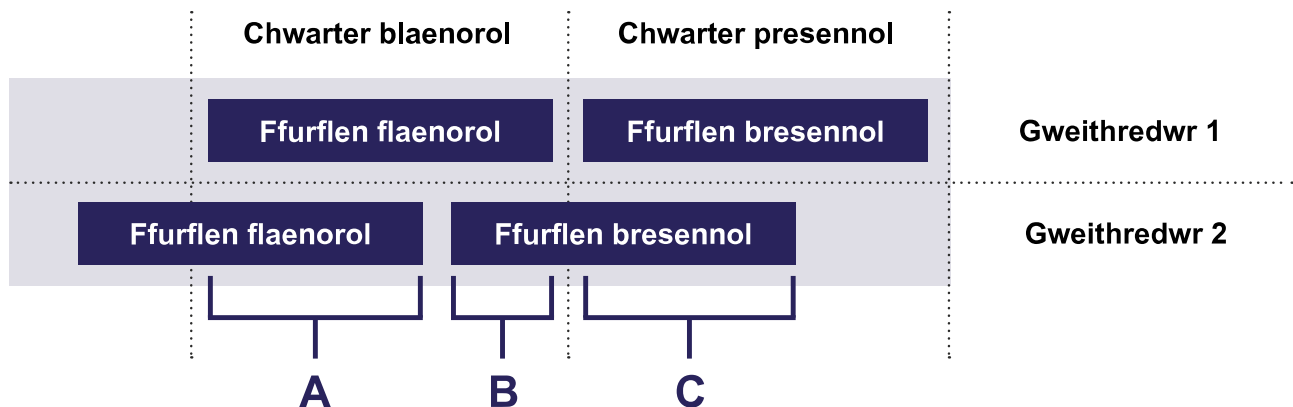 Chwarter blaenorol
Chwarter presennol
Ffurflen flaenorol
Ffurflen bresennol
Gweithredwr 1
Ffurflen flaenorol
Ffurflen bresennol
Gweithredwr 2
A
B
C